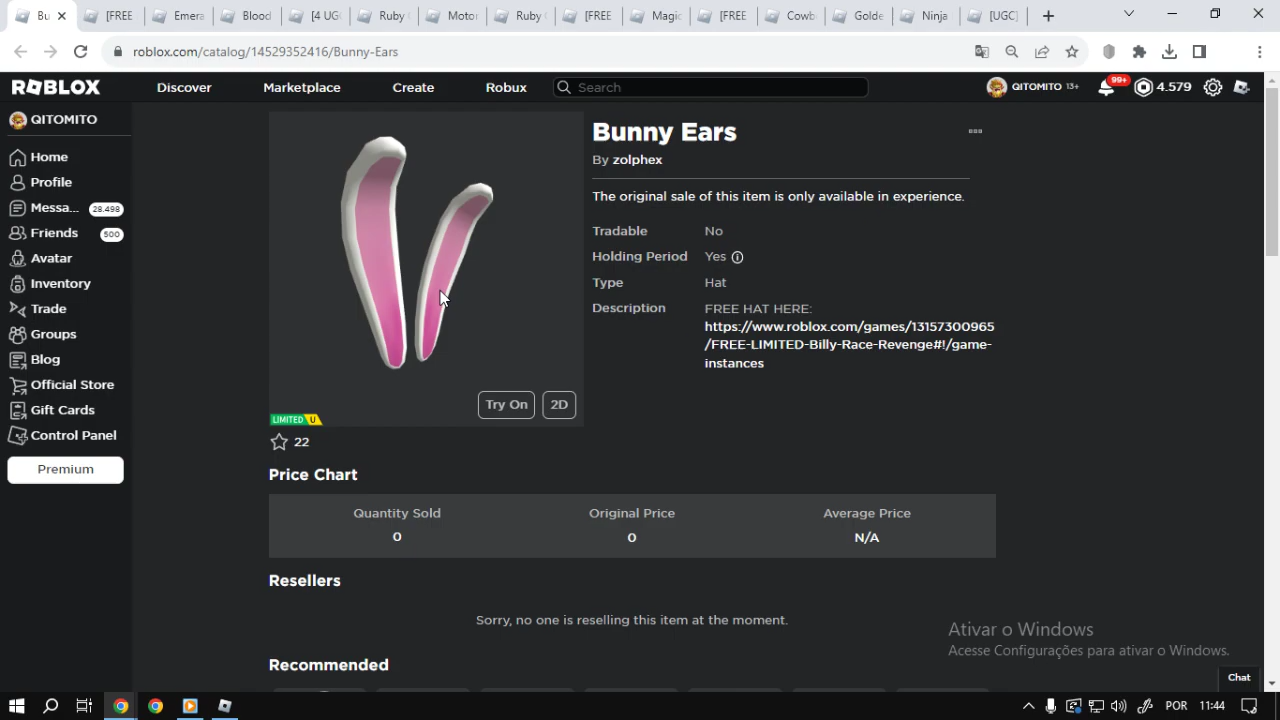 Bu
[FREE
Emera
Blood
[4 UG
Ruby
Motor
Ruby
[FREE
Magic
[FREE
Cowb
Golde
Ninja
[UGC]
roblox.com/catalog/14529352416/Bunny-Ears
ROBLOX
Discover
Marketplace
Create
Robux
Search
QITOMITO 13+
99+
4.579
QITOMITO
Home
Profile
Messa... 28.498
Friends 500
Avatar
Inventory
Trade
Groups
Blog
Official Store
Gift Cards
Control Panel
Premium
Try On
2D
LIMITED U
22
Bunny Ears
By zolphex
The original sale of this item is only available in experience.
Tradable No
Holding Period Yes
Type Hat
Description FREE HAT HERE:
https://www.roblox.com/games/13157300965
/FREE-LIMITED-Billy-Race-Revenge#!/game-
instances
Price Chart
Quantity Sold Original Price Average Price
0 0 N/A
Resellers
Sorry, no one is reselling this item at the moment.
Recommended
Ativar o Windows
Acesse Configurações para ativar o Windows.
Chat
POR 11:44